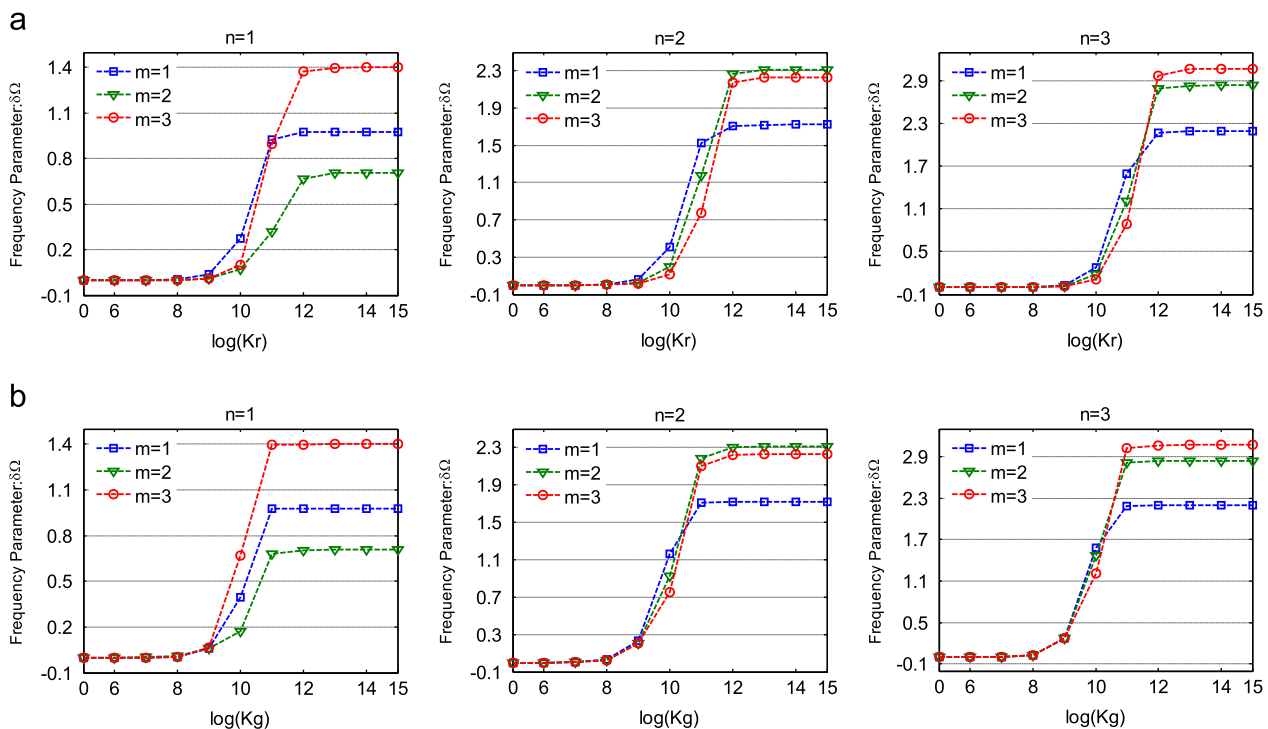 a
n=1
n=2
n=3
Frequency Parameter:δΩ
1.4
1.1
0.8
0.5
0.2
-0.1
m=1
m=2
m=3
0 6 8 10 12 14 15
log(Kr)
Frequency Parameter:δΩ
2.3
1.9
1.5
1.1
0.7
0.3
-0.1
m=1
m=2
m=3
0 6 8 10 12 14 15
log(Kr)
Frequency Parameter:δΩ
2.9
2.3
1.7
1.1
0.5
-0.1
m=1
m=2
m=3
0 6 8 10 12 14 15
log(Kr)
b
n=1
n=2
n=3
Frequency Parameter:δΩ
1.4
1.1
0.8
0.5
0.2
-0.1
m=1
m=2
m=3
0 6 8 10 12 14 15
log(Kg)
Frequency Parameter:δΩ
2.3
1.9
1.5
1.1
0.7
0.3
-0.1
m=1
m=2
m=3
0 6 8 10 12 14 15
log(Kg)
Frequency Parameter:δΩ
2.9
2.3
1.7
1.1
0.5
-0.1
m=1
m=2
m=3
0 6 8 10 12 14 15
log(Kg)